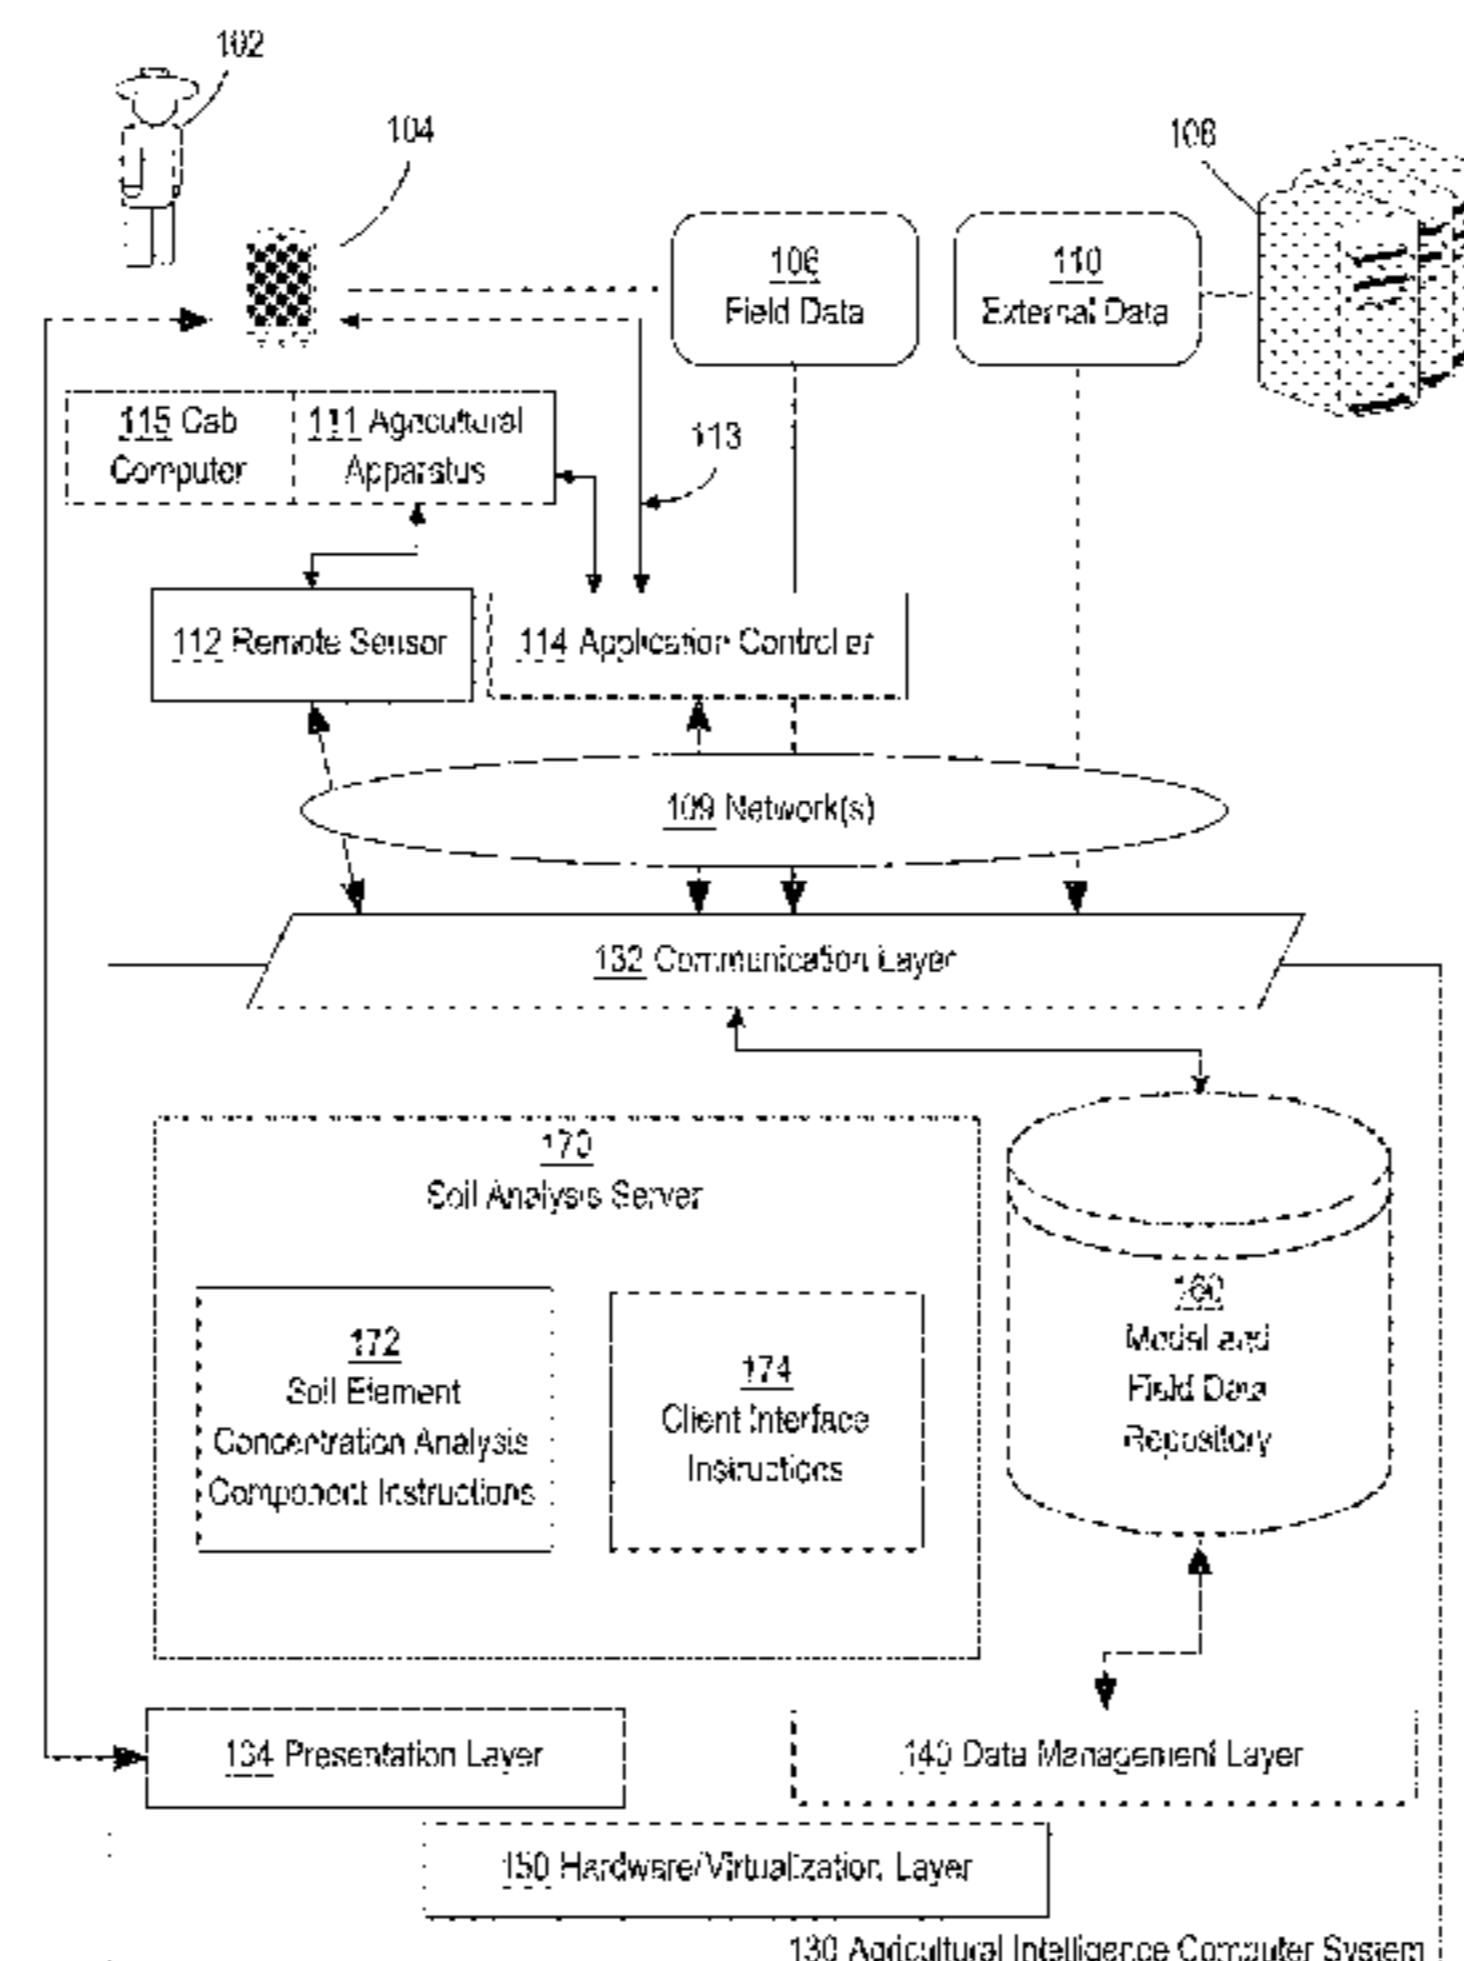 102
104
108
106
Field Data
110
External Data
115 Cab
Computer
111 Agricultural
Apparatus
113
112 Remote Sensor
114 Application Controller
109 Network(s)
132 Communication Layer
170
Soil Analysis Server
160
Model and
Field Data
Repository
172
Soil Element
Concentration Analysis
Component Instructions
174
Client Interface
Instructions
134 Presentation Layer
140 Data Management Layer
150 Hardware/Virtualization Layer
130 Agricultural Intelligence Computer System